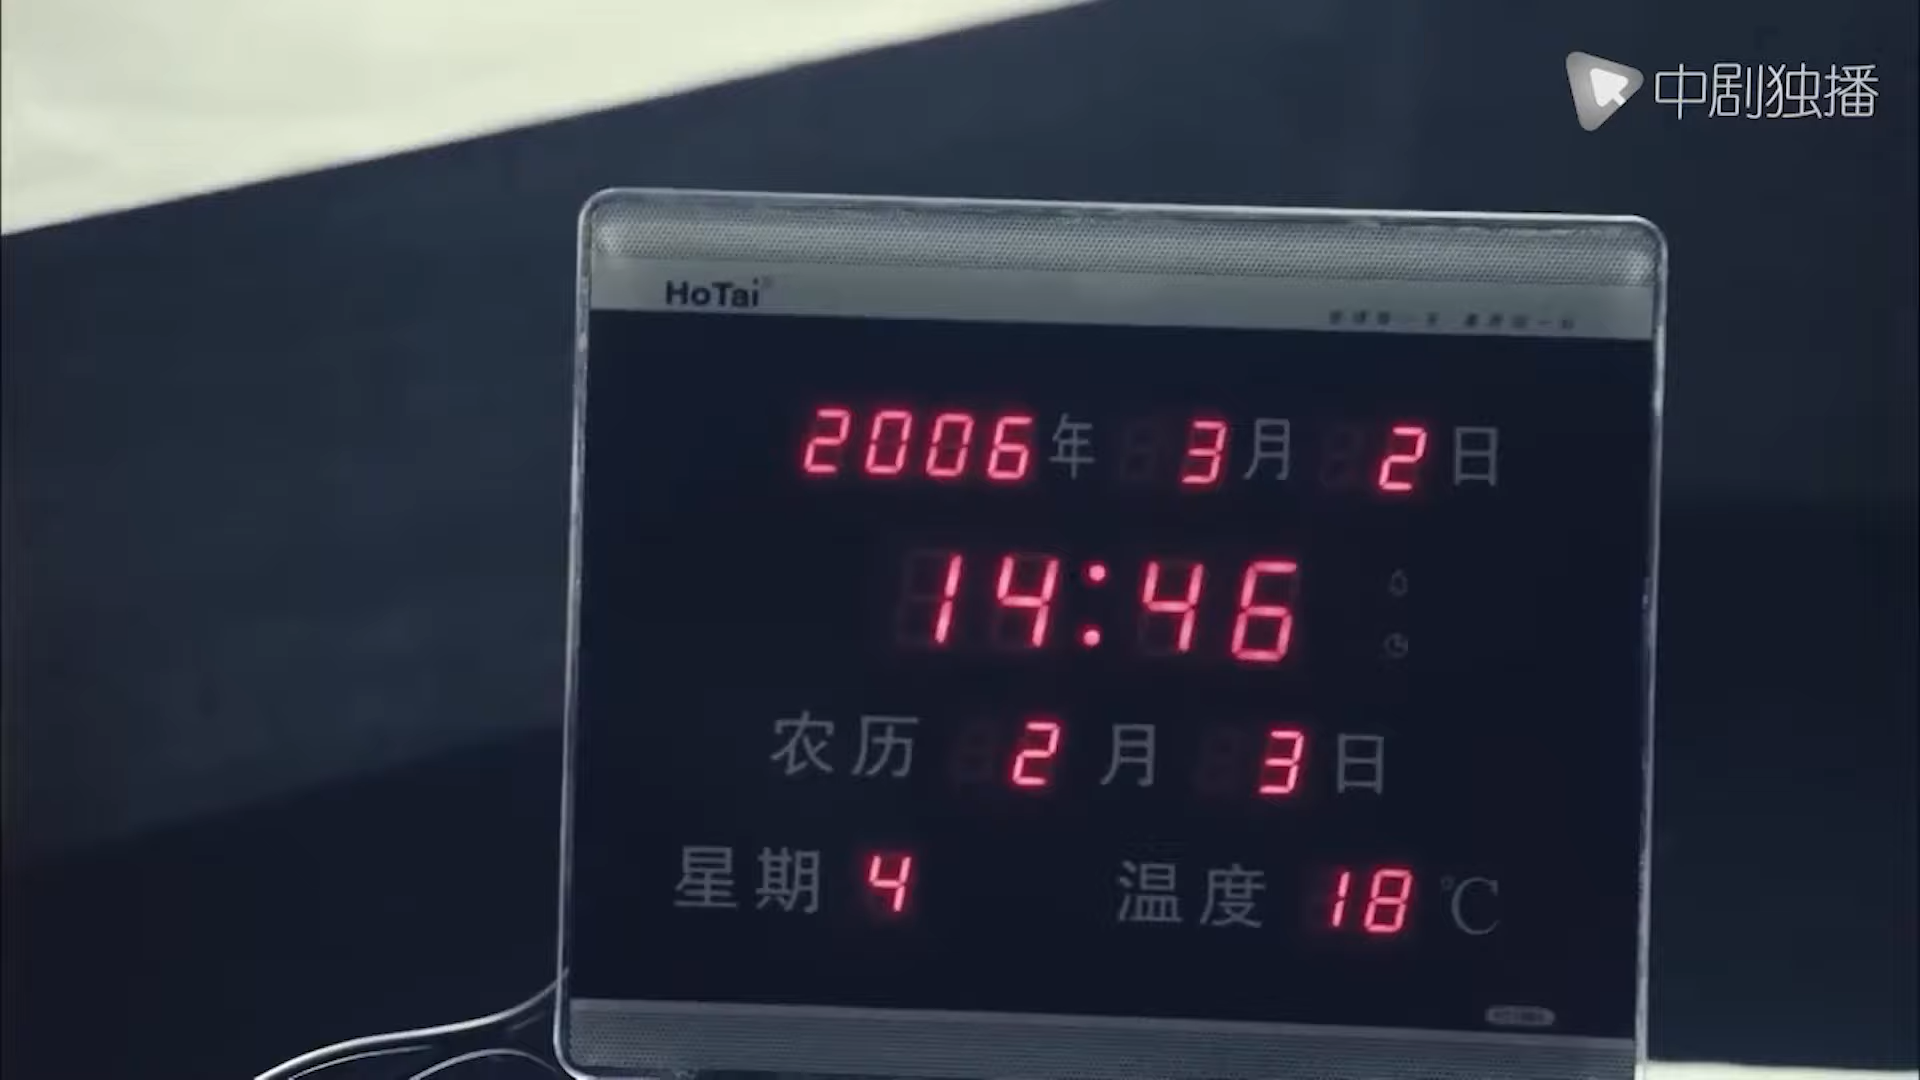 中剧独播
HoTai
2006年 3月 2日
14:46
农历 2月 3日
星期 4 温度 18℃